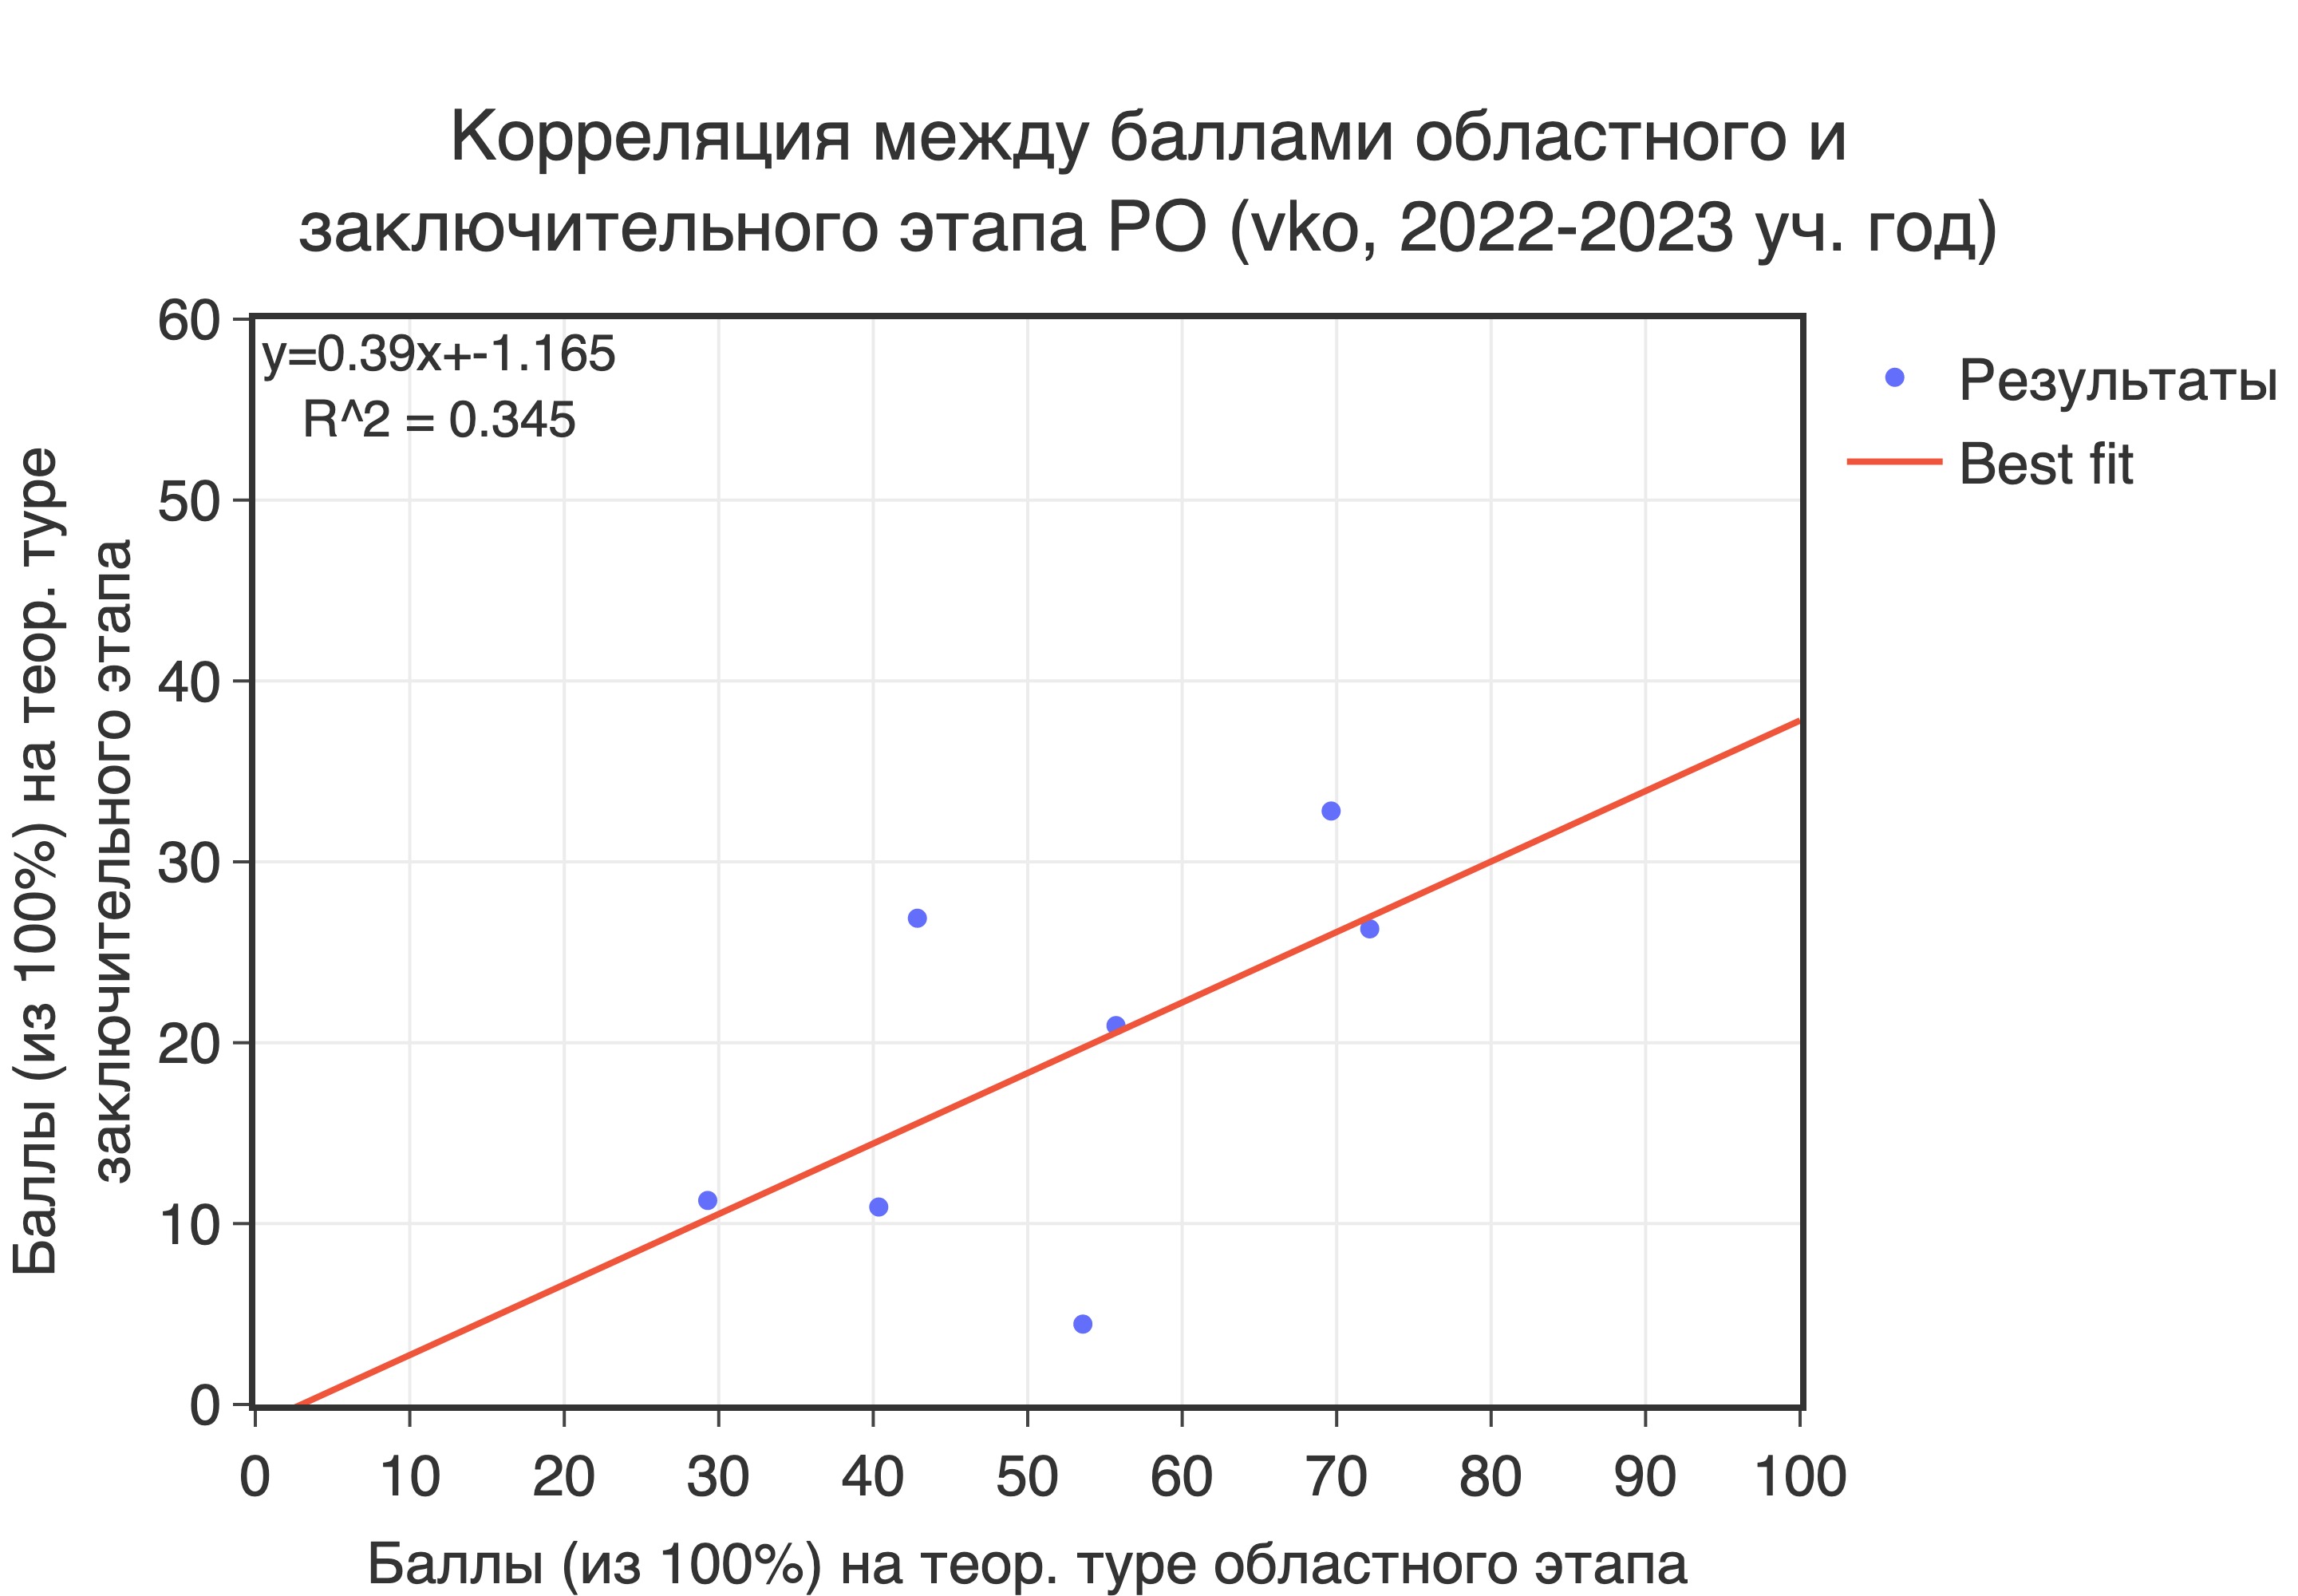 Корреляция между баллами областного и
заключительного этапа РО (vko, 2022-2023 уч. год)
y=0.39x+-1.165
R^2 = 0.345
Результаты
Best fit
Баллы (из 100%) на теор. туре
заключительного этапа
60
50
40
30
20
10
0
0 10 20 30 40 50 60 70 80 90 100
Баллы (из 100%) на теор. туре областного этапа